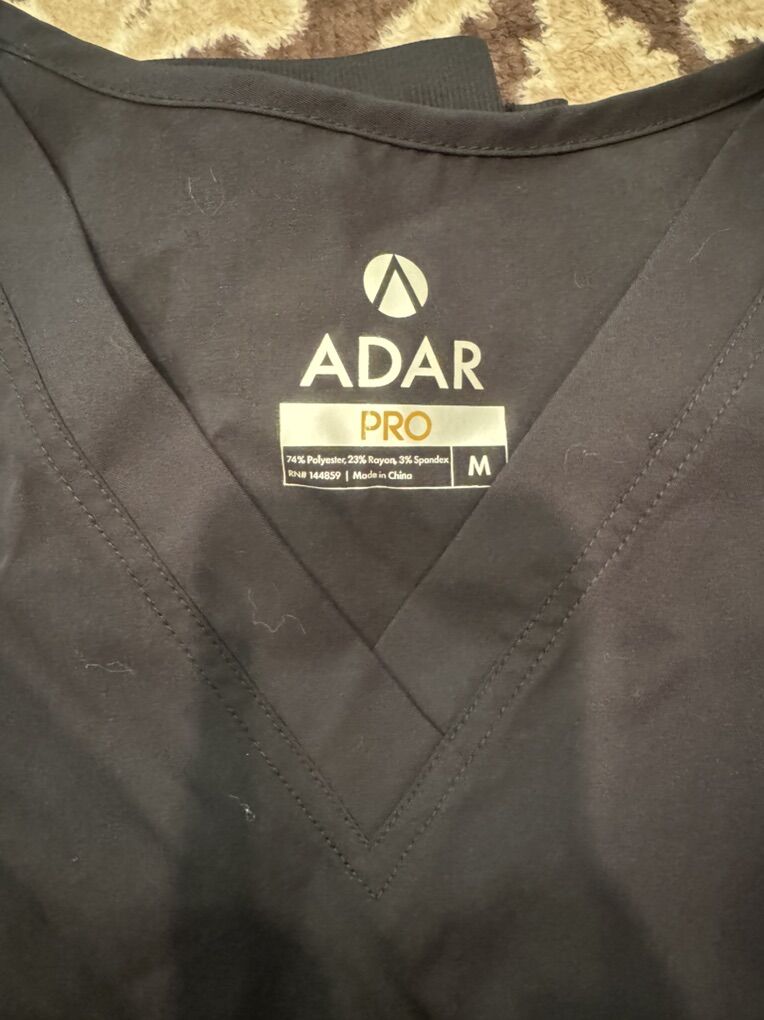 ADAR
PRO
74% Polyester, 23% Rayon, 3% Spandex
RN# 144859 | Made in China
M